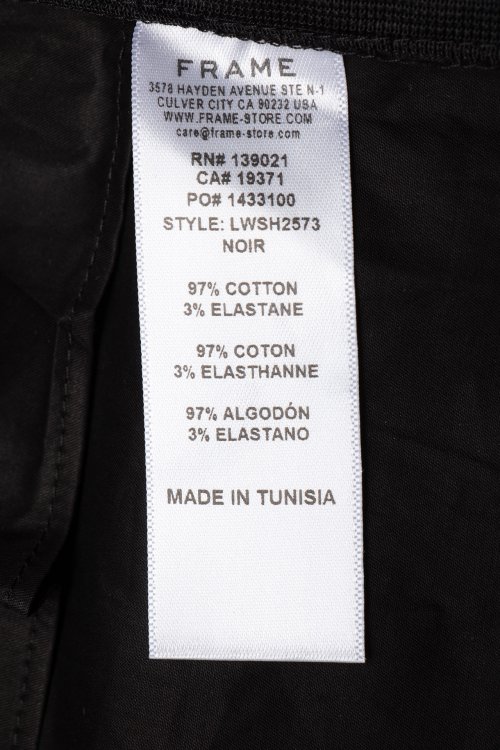 FRAME
3578 HAYDEN AVENUE STE N-1
CULVER CITY CA 90232 USA
WWW.FRAME-STORE.COM
care@frame-store.com
RN# 139021
CA# 19371
PO# 1433100
STYLE: LWSH2573
NOIR
97% COTTON
3% ELASTANE
97% COTON
3% ELASTHANNE
97% ALGODÓN
3% ELASTANO
MADE IN TUNISIA